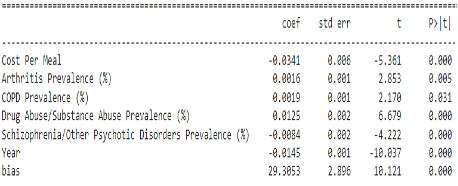 coef std err t P>|t|
Cost Per Meal -0.0341 0.006 -5.361 0.000
Arthritis Prevalence (%) 0.0016 0.001 2.853 0.005
COPD Prevalence (%) 0.0019 0.001 2.170 0.031
Drug Abuse/Substance Abuse Prevalence (%) 0.0125 0.002 6.679 0.000
Schizophrenia/Other Psychotic Disorders Prevalence (%) -0.0084 0.002 -4.222 0.000
Year -0.0145 0.001 -10.037 0.000
bias 29.3053 2.896 10.121 0.000